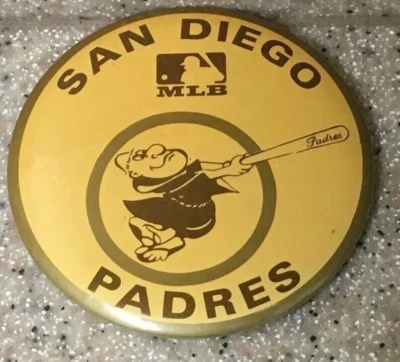 SAN DIEGO
MLB
Padres
PADRES